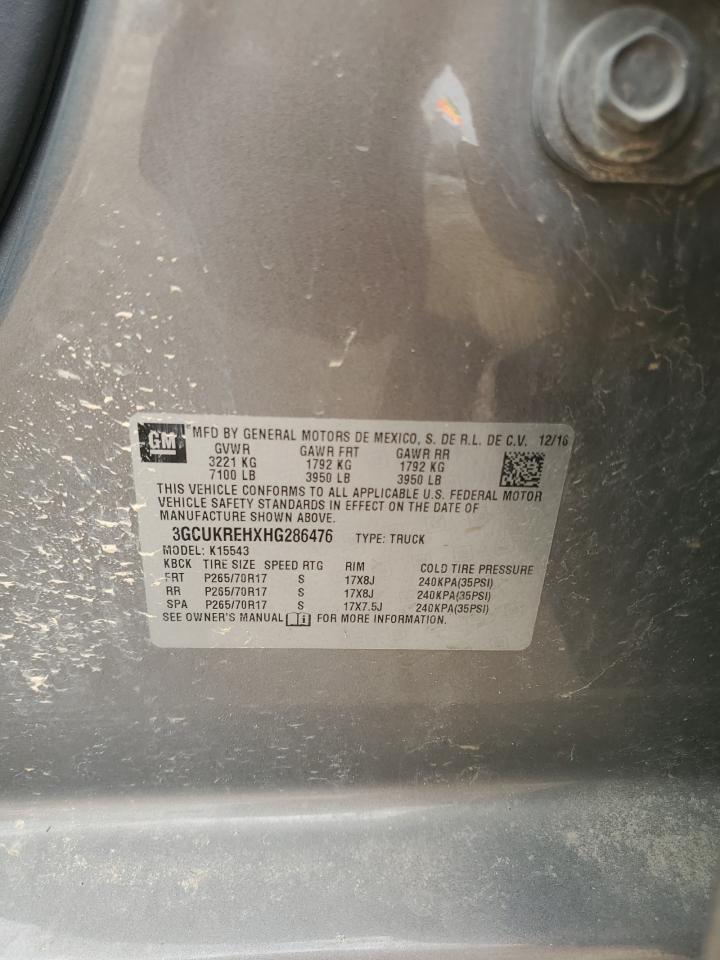 GM
MFD BY GENERAL MOTORS DE MEXICO, S. DE R.L. DE C.V. 12/16
GVWR GAWR FRT GAWR RR
3221 KG 1792 KG 1792 KG
7100 LB 3950 LB 3950 LB
THIS VEHICLE CONFORMS TO ALL APPLICABLE U.S. FEDERAL MOTOR
VEHICLE SAFETY STANDARDS IN EFFECT ON THE DATE OF
MANUFACTURE SHOWN ABOVE.
3GCUKREHXHG286476 TYPE: TRUCK
MODEL: K15543
KBCK TIRE SIZE SPEED RTG RIM COLD TIRE PRESSURE
FRT P265/70R17 S 17X8J 240KPA(35PSI)
RR P265/70R17 S 17X8J 240KPA(35PSI)
SPA P265/70R17 S 17X7.5J 240KPA(35PSI)
SEE OWNER'S MANUAL FOR MORE INFORMATION.